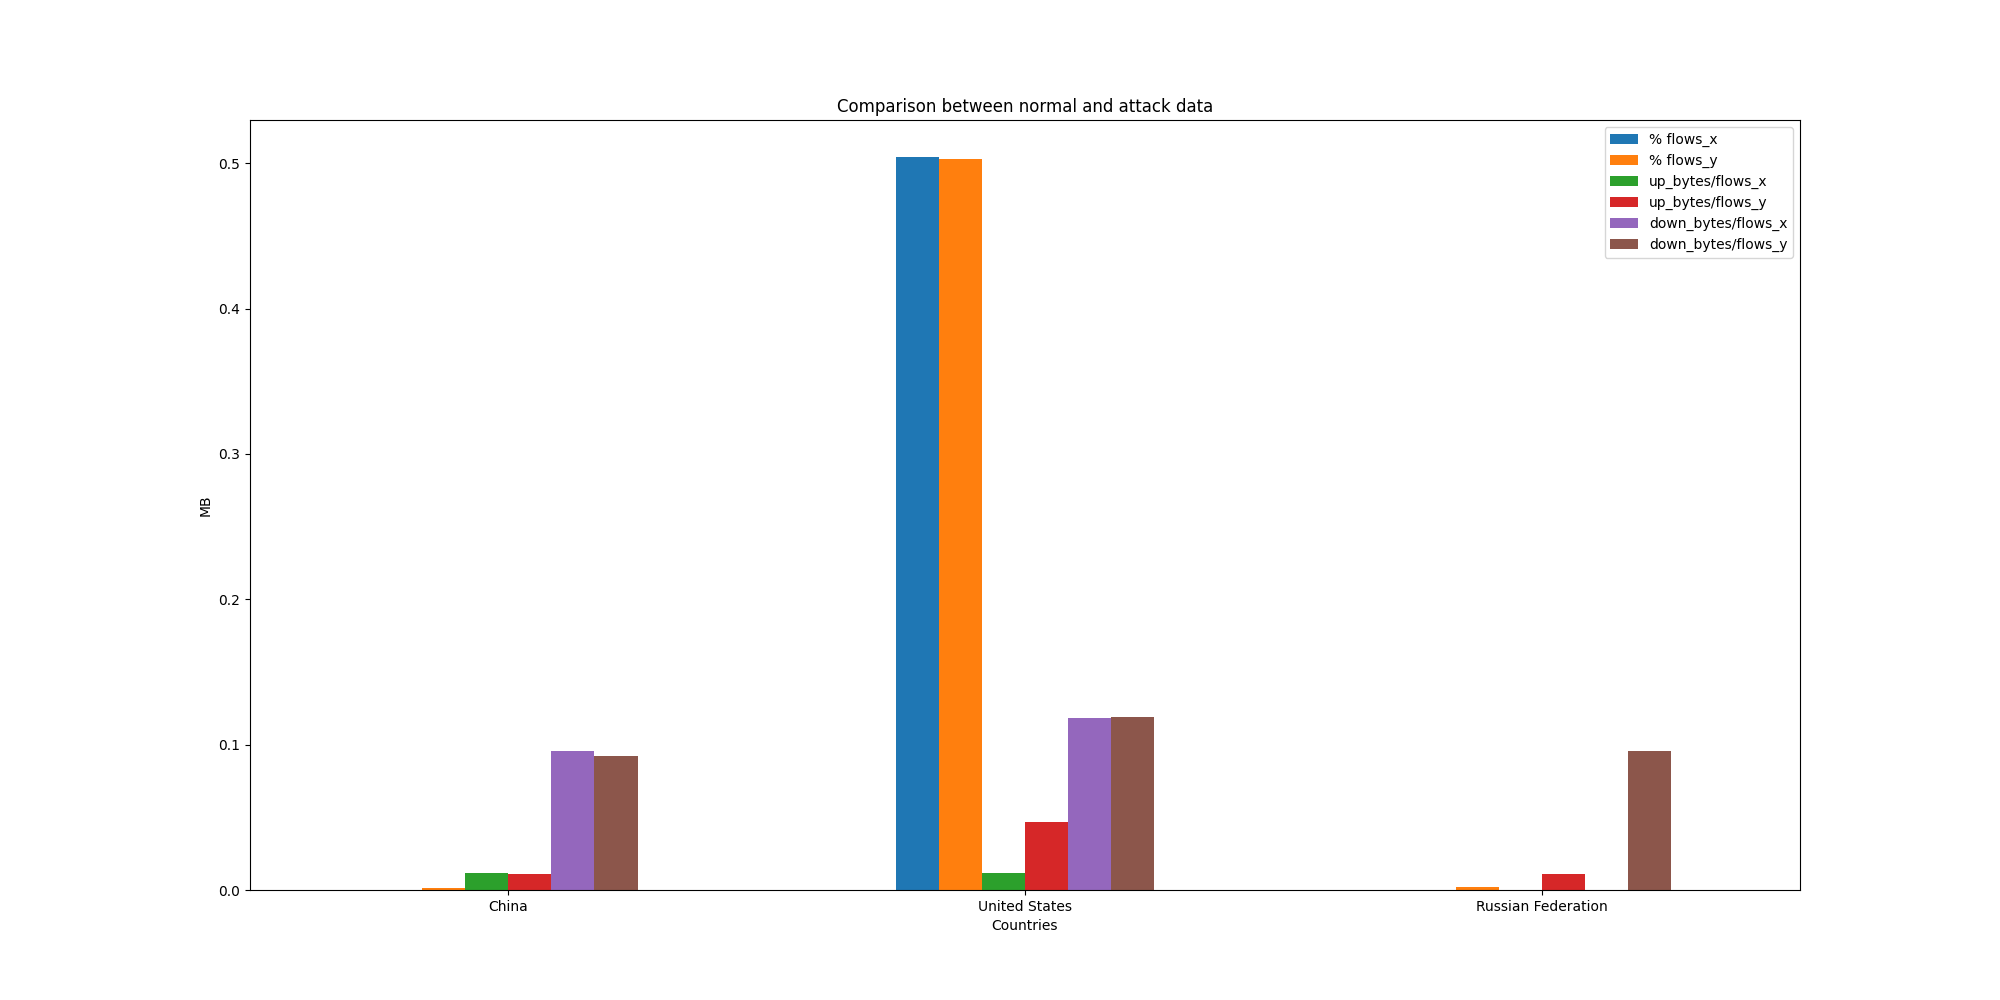 Comparison between normal and attack data
% flows_x
% flows_y
up_bytes/flows_x
up_bytes/flows_y
down_bytes/flows_x
down_bytes/flows_y
0.5
0.4
0.3
0.2
0.1
0.0
MB
China
United States
Russian Federation
Countries